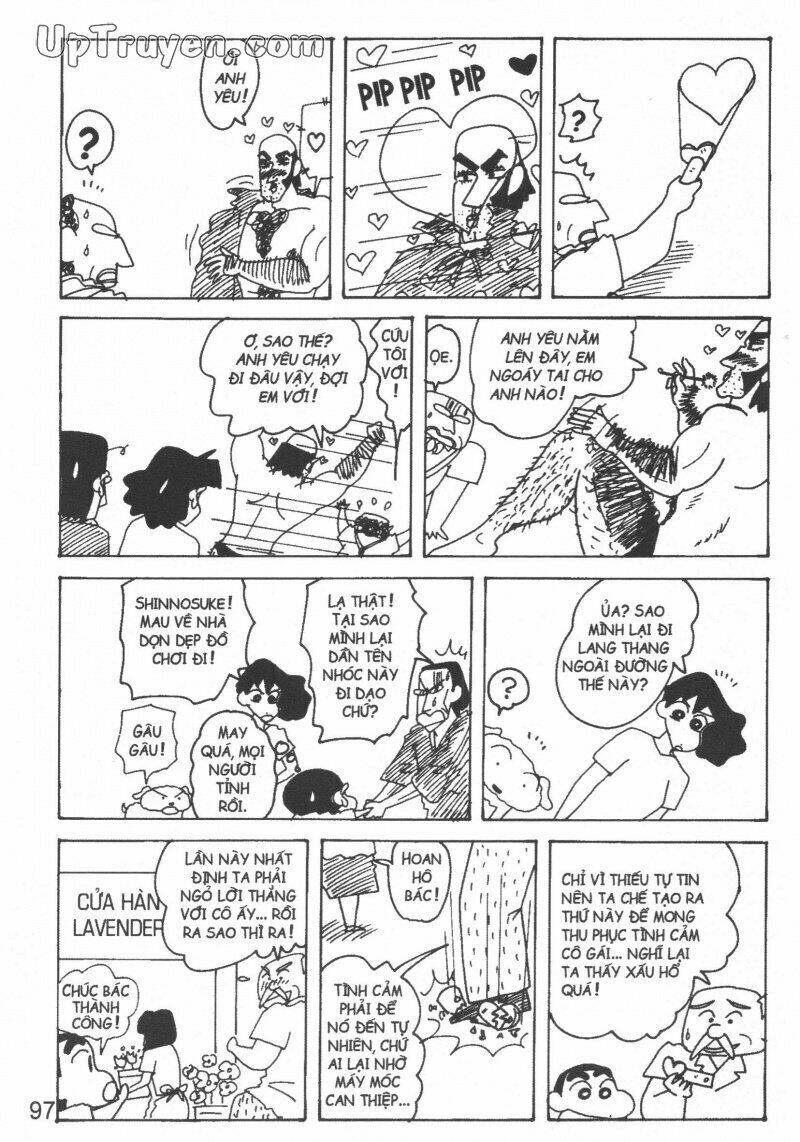 UpTruyen.com
?
PIP PIP PIP
ƠI
ANH
YÊU!
?
ANH YÊU NẰM
LÊN ĐÂY, EM
NGOÁY TAI CHO
ANH NÀO!
ỌE.
CỨU
TÔI
VỚI
!
Ơ, SAO THẾ?
ANH YÊU CHẠY
ĐI ĐÂU VẬY, ĐỢI
EM VỚI!
ỦA? SAO
MÌNH LẠI ĐI
LANG THANG
NGOÀI ĐƯỜNG
THẾ NÀY?
?
LẠ THẬT!
TẠI SAO
MÌNH LẠI
DẪN TÊN
NHÓC NÀY
ĐI DẠO
CHỨ?
SHINNOSUKE!
MAU VỀ NHÀ
DỌN DẸP ĐỒ
CHƠI ĐI!
MAY
QUÁ, MỌI
NGƯỜI
TỈNH
RỒI.
GÂU
GÂU!
CHỈ VÌ THIẾU TỰ TIN
NÊN TA CHẾ TẠO RA
THỨ NÀY ĐỂ MONG
THU PHỤC TÌNH CẢM
CÔ GÁI... NGHĨ LẠI
TA THẤY XẤU HỔ
QUÁ!
HOAN
HÔ
BÁC!
TÌNH CẢM
PHẢI ĐỂ
NÓ ĐẾN TỰ
NHIÊN, CHỨ
AI LẠI NHỜ
MÁY MÓC
CAN THIỆP...
LẦN NÀY NHẤT
ĐỊNH TA PHẢI
NGỎ LỜI THẲNG
VỚI CÔ ẤY... RỒI
RA SAO THÌ RA!
CỬA HÀN
LAVENDER
CHÚC BÁC
THÀNH
CÔNG!
97